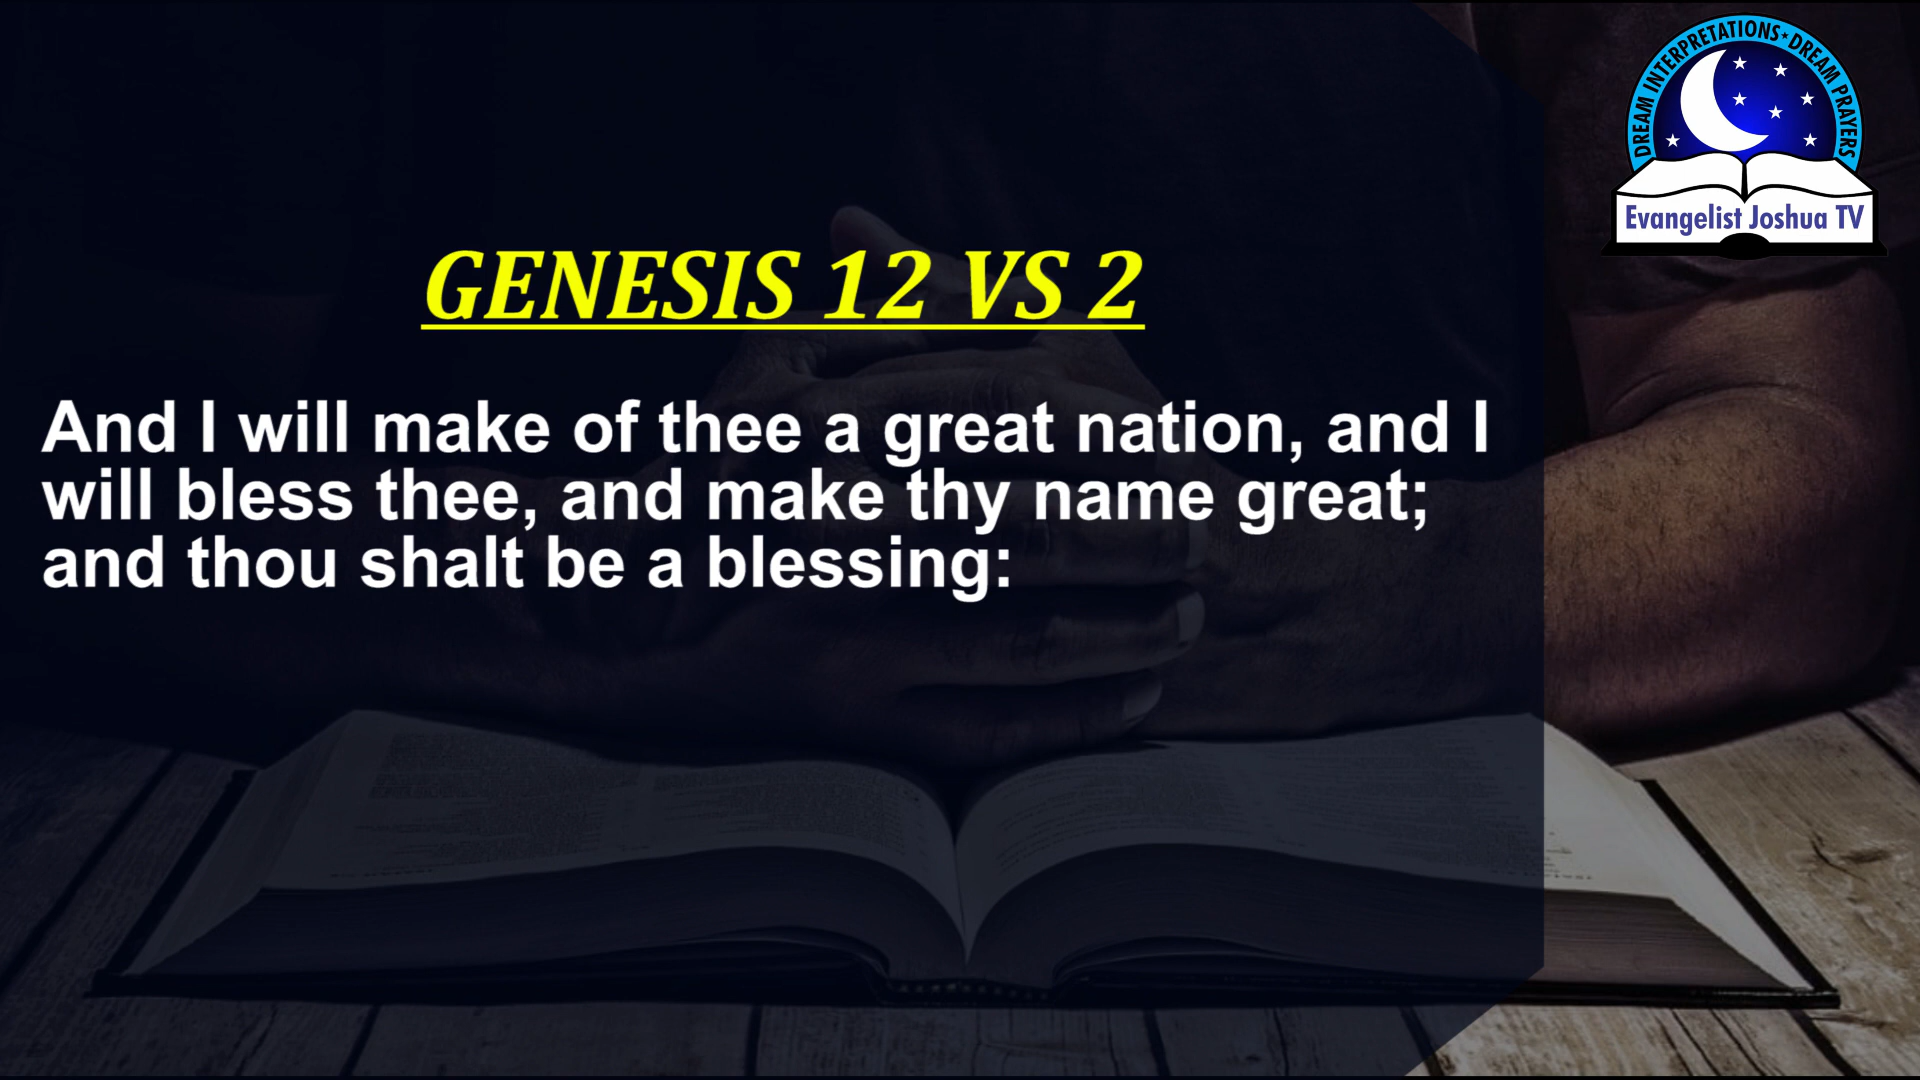 DREAM INTERPRETATIONS★DREAM PRAYERS
Evangelist Joshua TV
GENESIS 12 VS 2
And I will make of thee a great nation, and I
will bless thee, and make thy name great;
and thou shalt be a blessing: